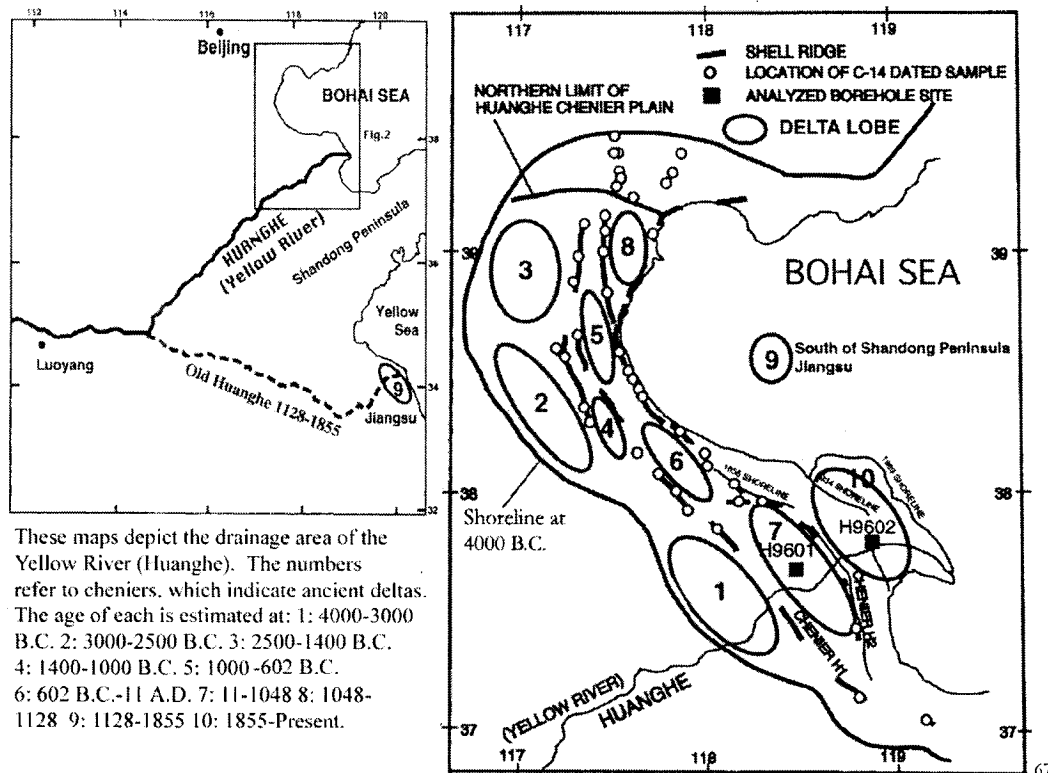 112
114
116
118
120
Beijing
BOHAI SEA
Fig.2
38
HURNGHE
(Yellow River)
Shandong Peninsula
36
Yellow
Sea
Luoyang
34
9
Old Huanghe 1128-1855
Jiangsu
32
These maps depict the drainage area of the
Yellow River (Huanghe). The numbers
refer to cheniers, which indicate ancient deltas.
The age of each is estimated at: 1: 4000-3000
B.C. 2: 3000-2500 B.C. 3: 2500-1400 B.C.
4: 1400-1000 B.C. 5: 1000-602 B.C.
6: 602 B.C.-11 A.D. 7: 11-1048 8: 1048-
1128 9: 1128-1855 10: 1855-Present.
117
118
119
SHELL RIDGE
LOCATION OF C-14 DATED SAMPLE
ANALYZED BOREHOLE SITE
DELTA LOBE
NORTHERN LIMIT OF
HUANGHE CHENIER PLAIN
39
39
3
8
BOHAI SEA
5
9
South of Shandong Peninsula
Jiangsu
2
4
6
38
38
Shoreline at
4000 B.C.
SHORELINE
SHORELINE
SHORELINE
10
7
H9601
H9602
1
CHENIER H1
CHENIER H2
(YELLOW RIVER)
HUANGHE
37
37
117
118
119
67